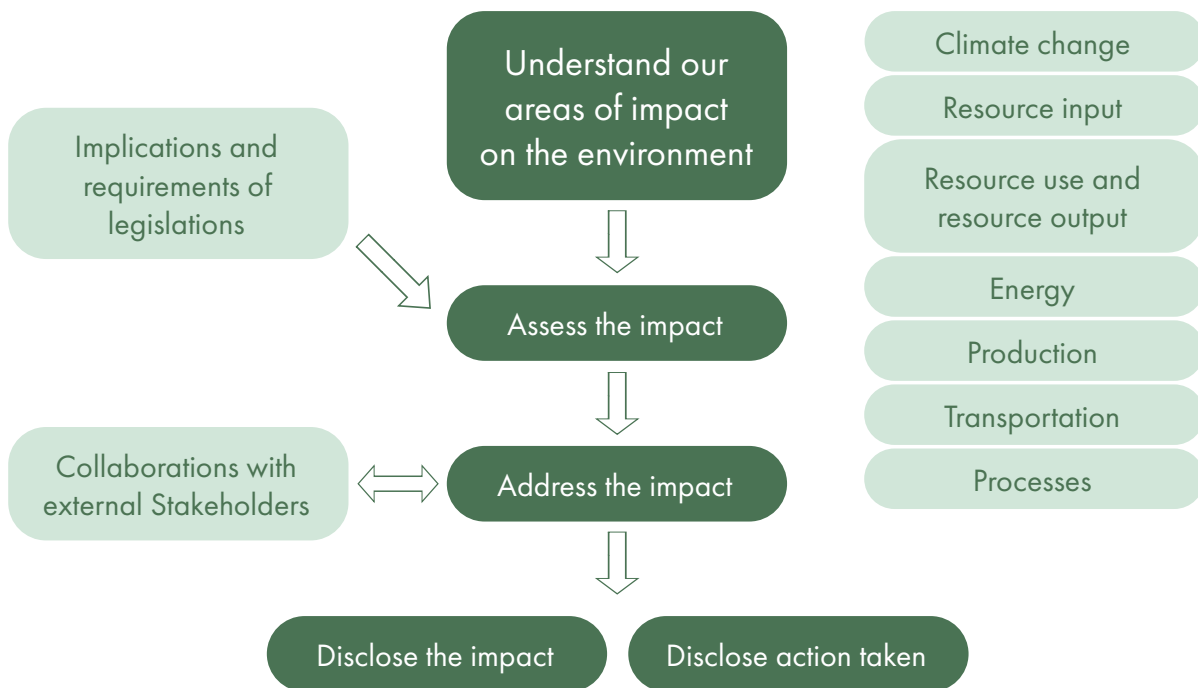 Understand our
areas of impact
on the environment
Implications and
requirements of
legislations
Assess the impact
Collaborations with
external Stakeholders
Address the impact
Disclose the impact
Disclose action taken
Climate change
Resource input
Resource use and
resource output
Energy
Production
Transportation
Processes